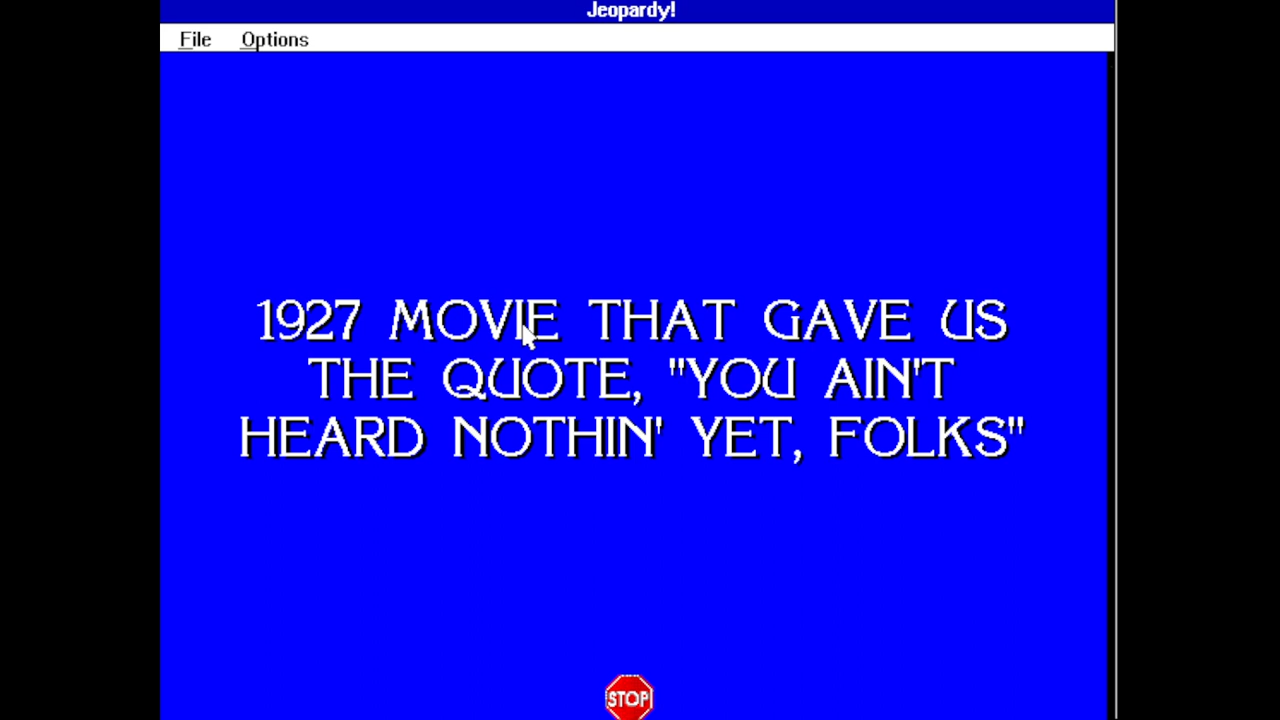 Jeopardy!
File Options
1927 MOVIE THAT GAVE US
THE QUOTE, "YOU AIN'T
HEARD NOTHIN' YET, FOLKS"
STOP